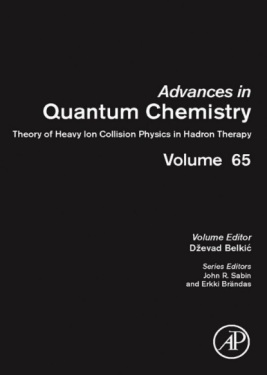 Advances in
Quantum Chemistry
Theory of Heavy Ion Collision Physics in Hadron Therapy
Volume 65
Volume Editor
Dževad Belkić
Series Editors
John R. Sabin
and Erkki Brändas
AP